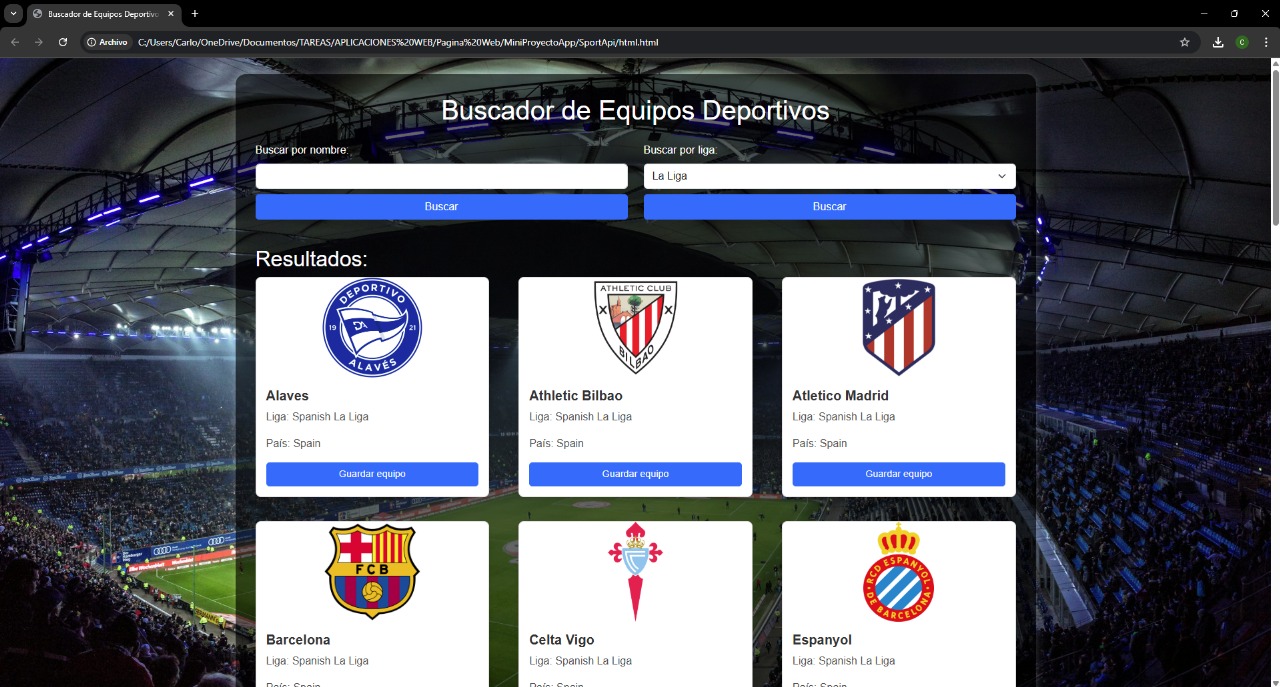 Buscador de Equipos Deportivo
Archivo
C:/Users/Carlo/OneDrive/Documentos/TAREAS/APLICACIONES%20WEB/Pagina%20Web/MiniProyectoApp/SportApi/html.html
C
Buscador de Equipos Deportivos
Buscar por nombre:
Buscar por liga:
La Liga
Buscar
Buscar
Resultados:
DEPORTIVO
19 DA 21
ALAVÉS
ATHLETIC CLUB
BILBAO
Alaves
Athletic Bilbao
Atletico Madrid
Liga: Spanish La Liga
Liga: Spanish La Liga
Liga: Spanish La Liga
País: Spain
País: Spain
País: Spain
Guardar equipo
Guardar equipo
Guardar equipo
FCB
RCD ESPANYOL
DE BARCELONA
Barcelona
Celta Vigo
Espanyol
Liga: Spanish La Liga
Liga: Spanish La Liga
Liga: Spanish La Liga
País: Spain
País: Spain
País: Spain